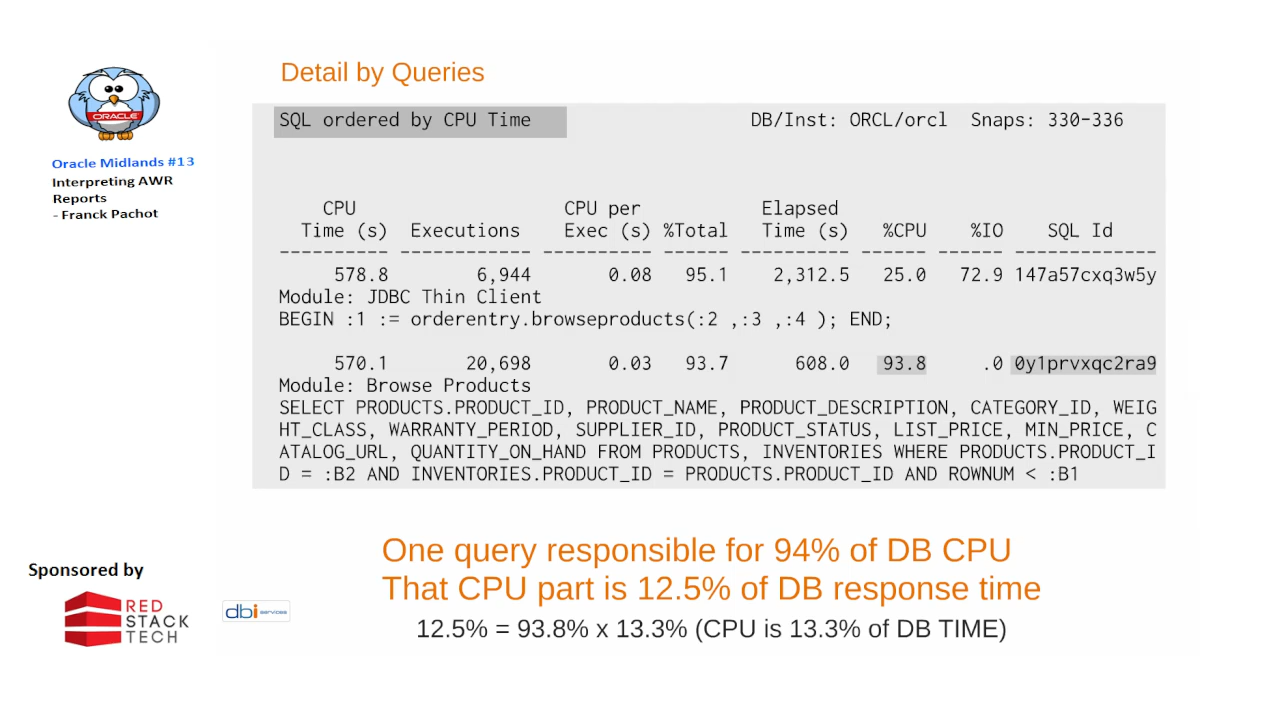 Detail by Queries
ORACLE
Oracle Midlands #13
Interpreting AWR
Reports
- Franck Pachot
SQL ordered by CPU Time DB/Inst: ORCL/orcl Snaps: 330-336
CPU CPU per Elapsed
Time (s) Executions Exec (s) %Total Time (s) %CPU %IO SQL Id
---------- ------------ ---------- ------ ---------- ------ ------ -------------
578.8 6,944 0.08 95.1 2,312.5 25.0 72.9 147a57cxq3w5y
Module: JDBC Thin Client
BEGIN :1 := orderentry.browseproducts(:2 ,:3 ,:4 ); END;
570.1 20,698 0.03 93.7 608.0 93.8 .0 0y1prvxqc2ra9
Module: Browse Products
SELECT PRODUCTS.PRODUCT_ID, PRODUCT_NAME, PRODUCT_DESCRIPTION, CATEGORY_ID, WEIG
HT_CLASS, WARRANTY_PERIOD, SUPPLIER_ID, PRODUCT_STATUS, LIST_PRICE, MIN_PRICE, C
ATALOG_URL, QUANTITY_ON_HAND FROM PRODUCTS, INVENTORIES WHERE PRODUCTS.PRODUCT_I
D = :B2 AND INVENTORIES.PRODUCT_ID = PRODUCTS.PRODUCT_ID AND ROWNUM < :B1
One query responsible for 94% of DB CPU
That CPU part is 12.5% of DB response time
12.5% = 93.8% x 13.3% (CPU is 13.3% of DB TIME)
Sponsored by
RED
STACK
TECH
dbi services